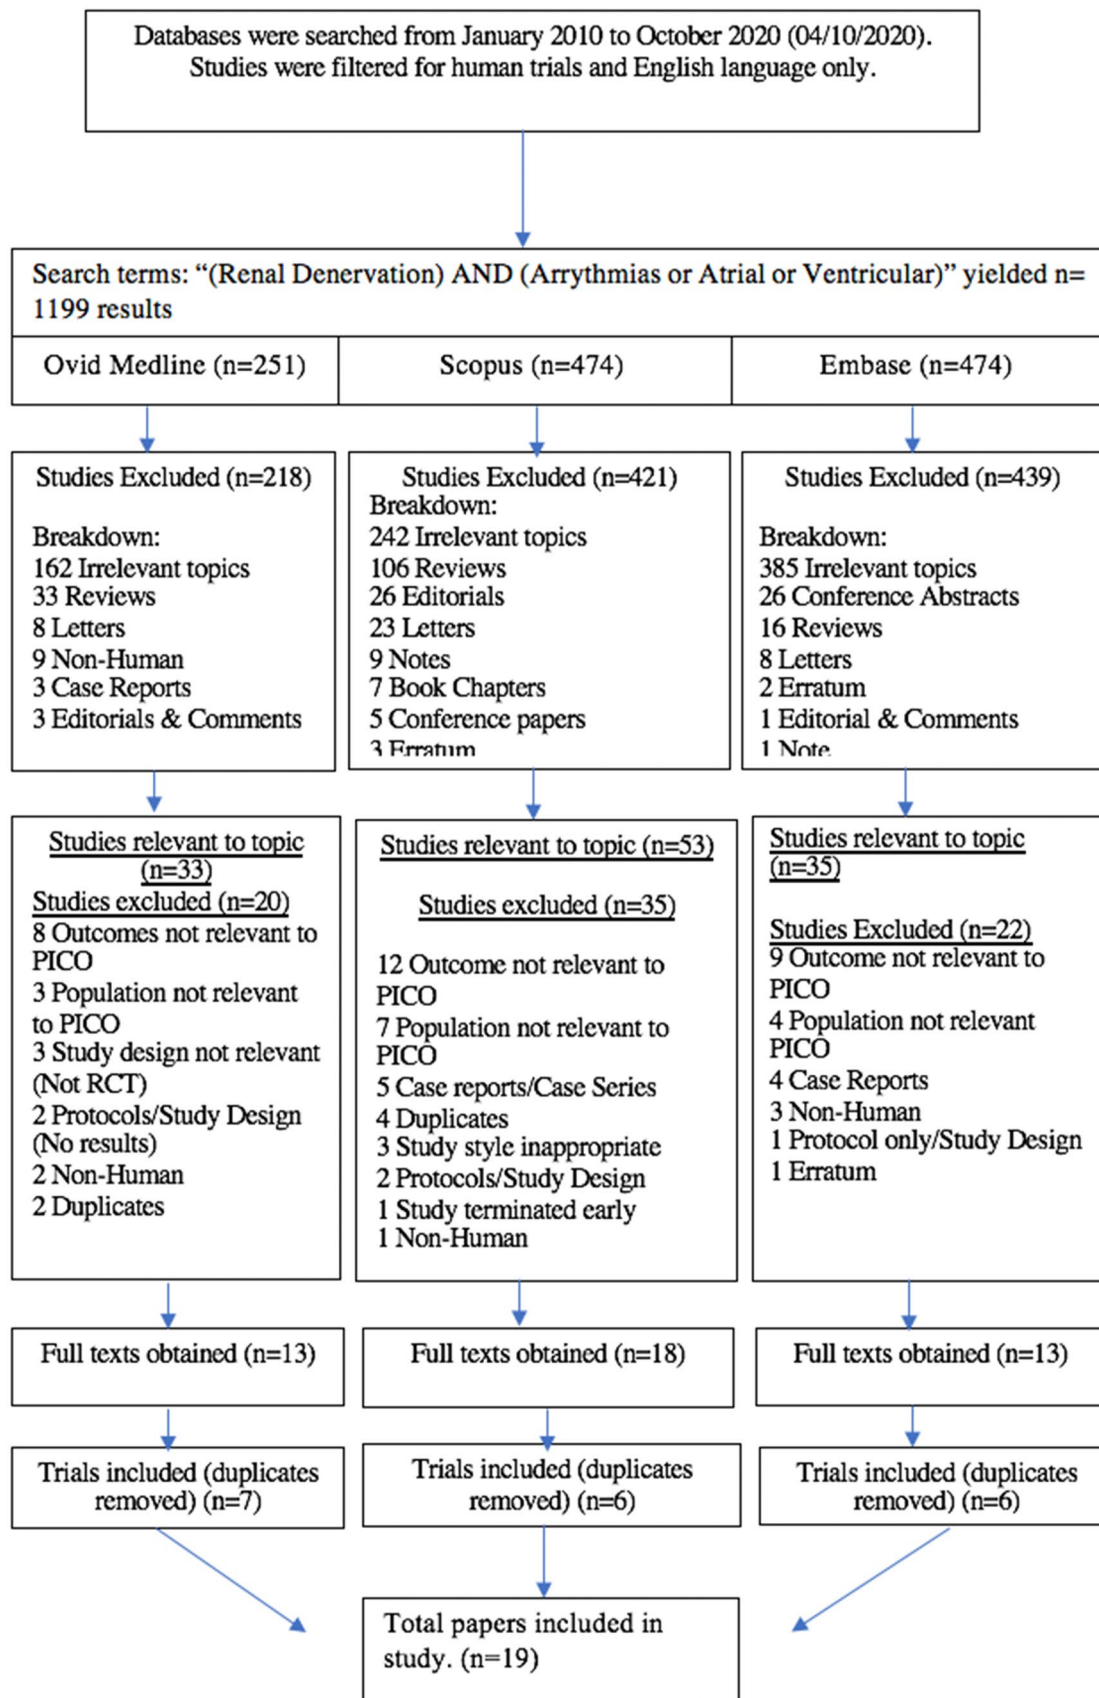 Databases were searched from January 2010 to October 2020 (04/10/2020).
Studies were filtered for human trials and English language only.
Search terms: “(Renal Denervation) AND (Arrythmias or Atrial or Ventricular)” yielded n=
1199 results
Ovid Medline (n=251)
Scopus (n=474)
Embase (n=474)
Studies Excluded (n=218)
Breakdown:
162 Irrelevant topics
33 Reviews
8 Letters
9 Non-Human
3 Case Reports
3 Editorials & Comments
Studies Excluded (n=421)
Breakdown:
242 Irrelevant topics
106 Reviews
26 Editorials
23 Letters
9 Notes
7 Book Chapters
5 Conference papers
3 Erratum
Studies Excluded (n=439)
Breakdown:
385 Irrelevant topics
26 Conference Abstracts
16 Reviews
8 Letters
2 Erratum
1 Editorial & Comments
1 Note
Studies relevant to topic
(n=33)
Studies excluded (n=20)
8 Outcomes not relevant to
PICO
3 Population not relevant
to PICO
3 Study design not relevant
(Not RCT)
2 Protocols/Study Design
(No results)
2 Non-Human
2 Duplicates
Studies relevant to topic (n=53)
Studies excluded (n=35)
12 Outcome not relevant to
PICO
7 Population not relevant to
PICO
5 Case reports/Case Series
4 Duplicates
3 Study style inappropriate
2 Protocols/Study Design
1 Study terminated early
1 Non-Human
Studies relevant to topic
(n=35)
Studies Excluded (n=22)
9 Outcome not relevant to
PICO
4 Population not relevant
PICO
4 Case Reports
3 Non-Human
1 Protocol only/Study Design
1 Erratum
Full texts obtained (n=13)
Full texts obtained (n=18)
Full texts obtained (n=13)
Trials included (duplicates
removed) (n=7)
Trials included (duplicates
removed) (n=6)
Trials included (duplicates
removed) (n=6)
Total papers included in
study. (n=19)